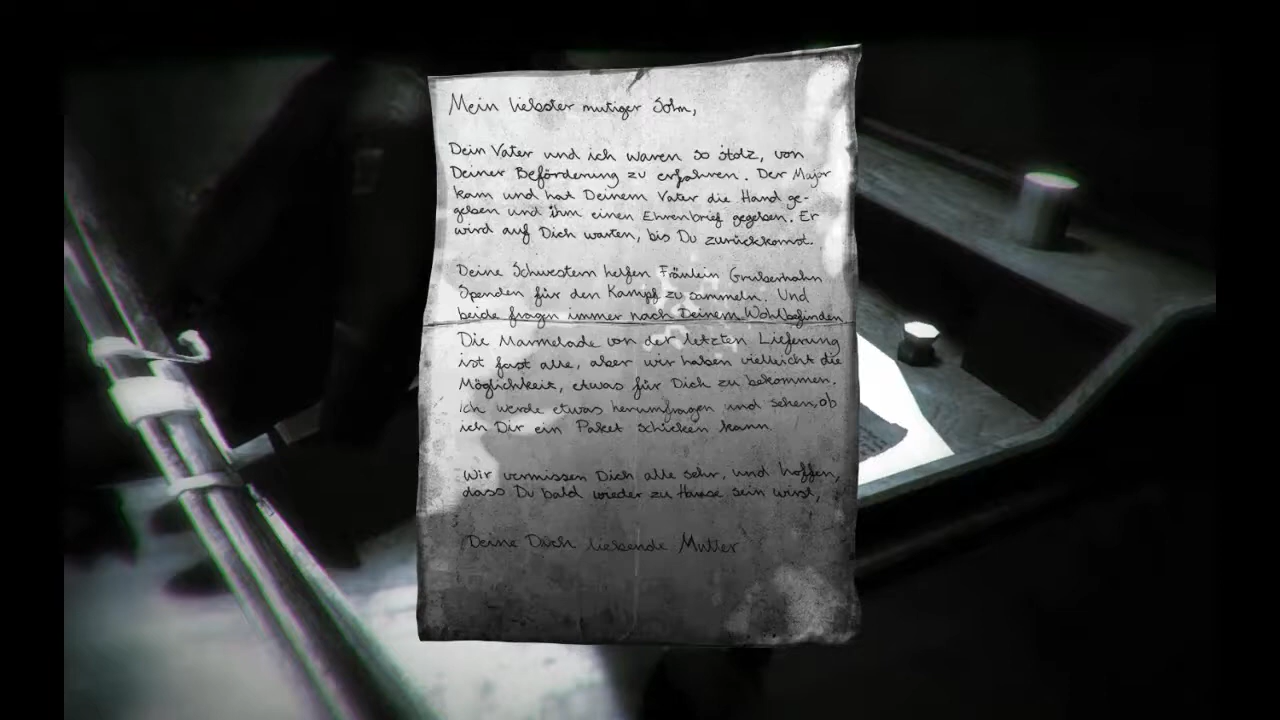 Mein liebster mutiger Sohn,
Dein Vater und ich waren so stolz, von
Deiner Beförderung zu erfahren. Der Major
kam und hat Deinem Vater die Hand ge-
geben und ihm einen Ehrenbrief gegeben. Er
wird auf Dich warten, bis Du zurückkomst.
Deine Schwestern helfen Fräulein Gruberhahn
Spenden für den Kampf zu sammeln. Und
beide fragen immer nach Deinem Wohlbefinden
Die Marmelade von der letzten Lieferung
ist fast alle, aber wir haben vielleicht die
Möglichkeit, etwas für Dich zu bekommen.
Ich werde etwas herumfragen und sehen, ob
ich Dir ein Paket schicken kann
Wir vermissen Dich alle sehr, und hoffen,
dass Du bald wieder zu Hause sein wirst,
Deine Dich liebende Mutter